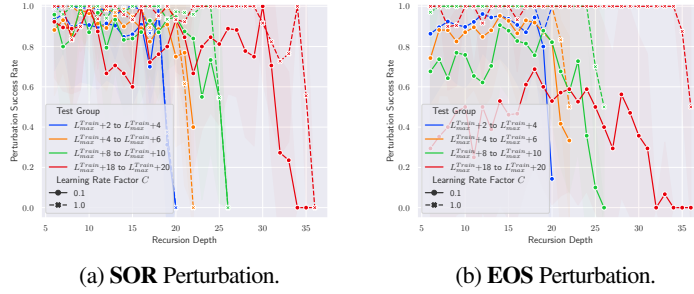 1.0
0.8
0.6
0.4
0.2
0.0
Perturbation Success Rate
Test Group
L_max^Train+2 to L_max^Train+4
L_max^Train+4 to L_max^Train+6
L_max^Train+8 to L_max^Train+10
L_max^Train+18 to L_max^Train+20
Learning Rate Factor C
0.1
1.0
5 10 15 20 25 30 35
Recursion Depth
(a) SOR Perturbation.
1.0
0.8
0.6
0.4
0.2
0.0
Perturbation Success Rate
Test Group
L_max^Train+2 to L_max^Train+4
L_max^Train+4 to L_max^Train+6
L_max^Train+8 to L_max^Train+10
L_max^Train+18 to L_max^Train+20
Learning Rate Factor C
0.1
1.0
5 10 15 20 25 30 35
Recursion Depth
(b) EOS Perturbation.